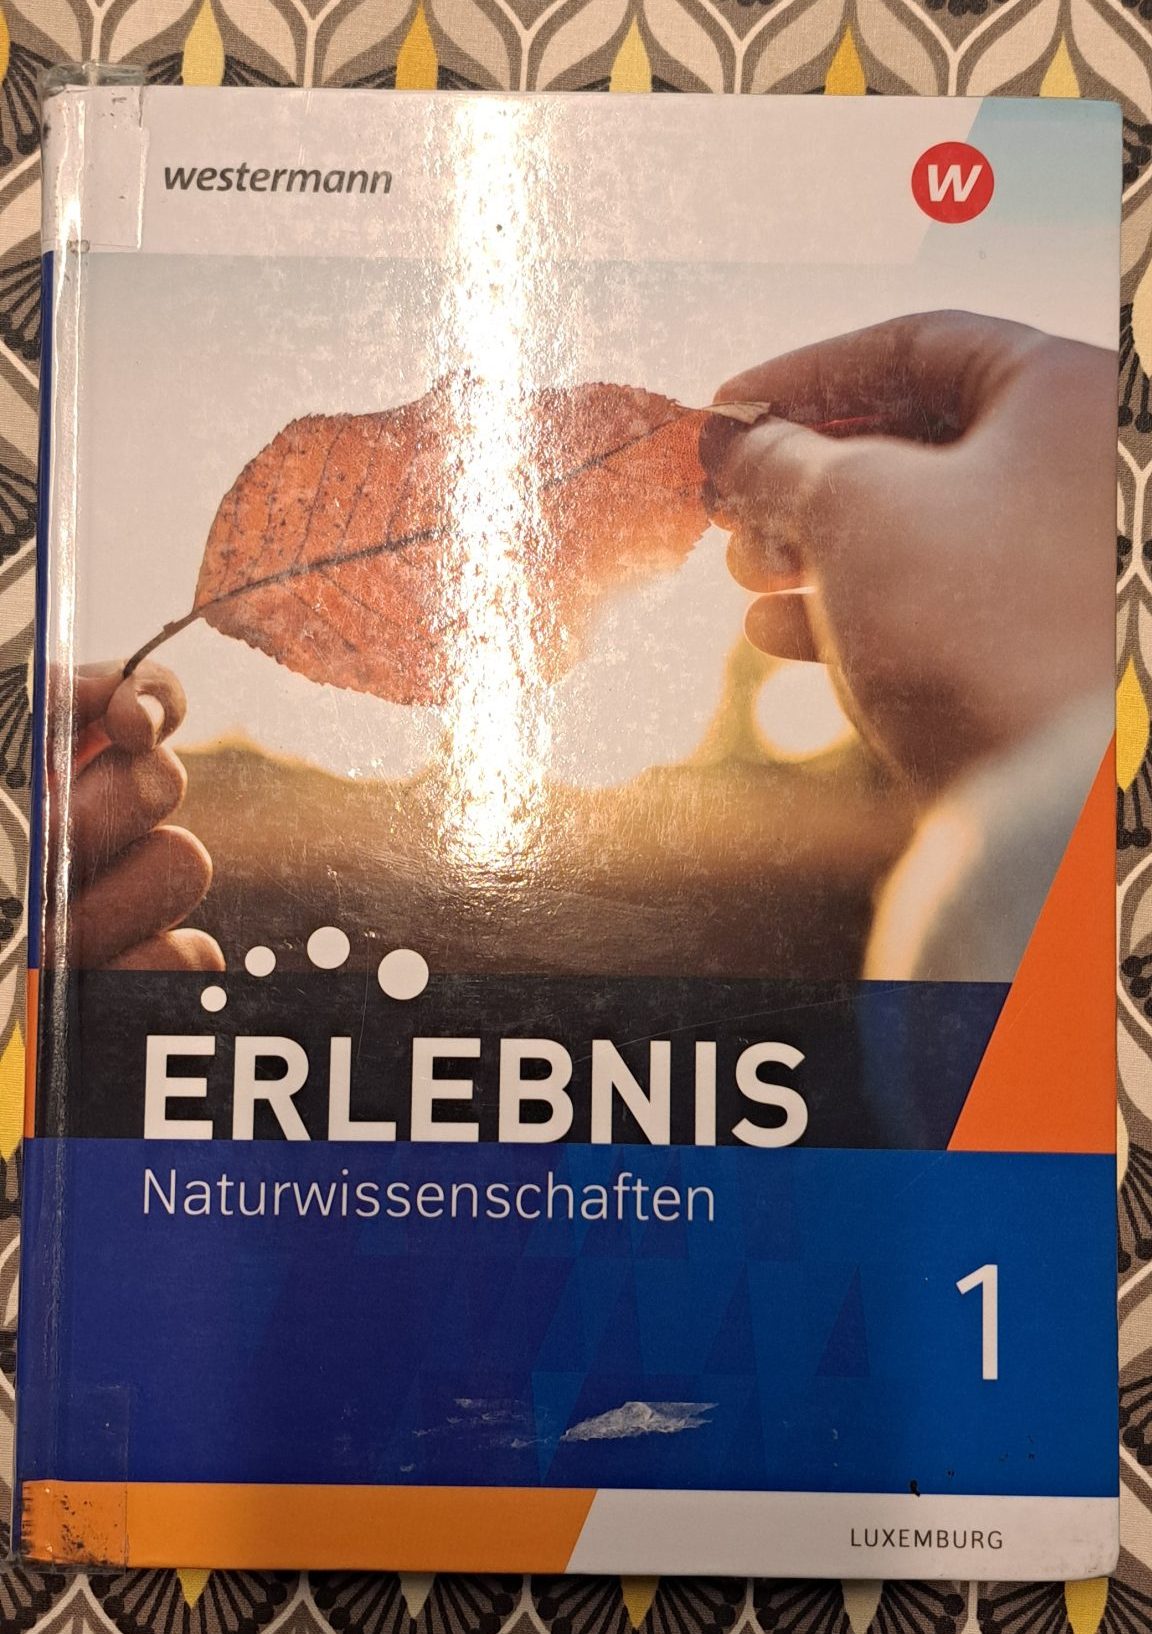 westermann
W
ERLEBNIS
Naturwissenschaften
1
LUXEMBURG